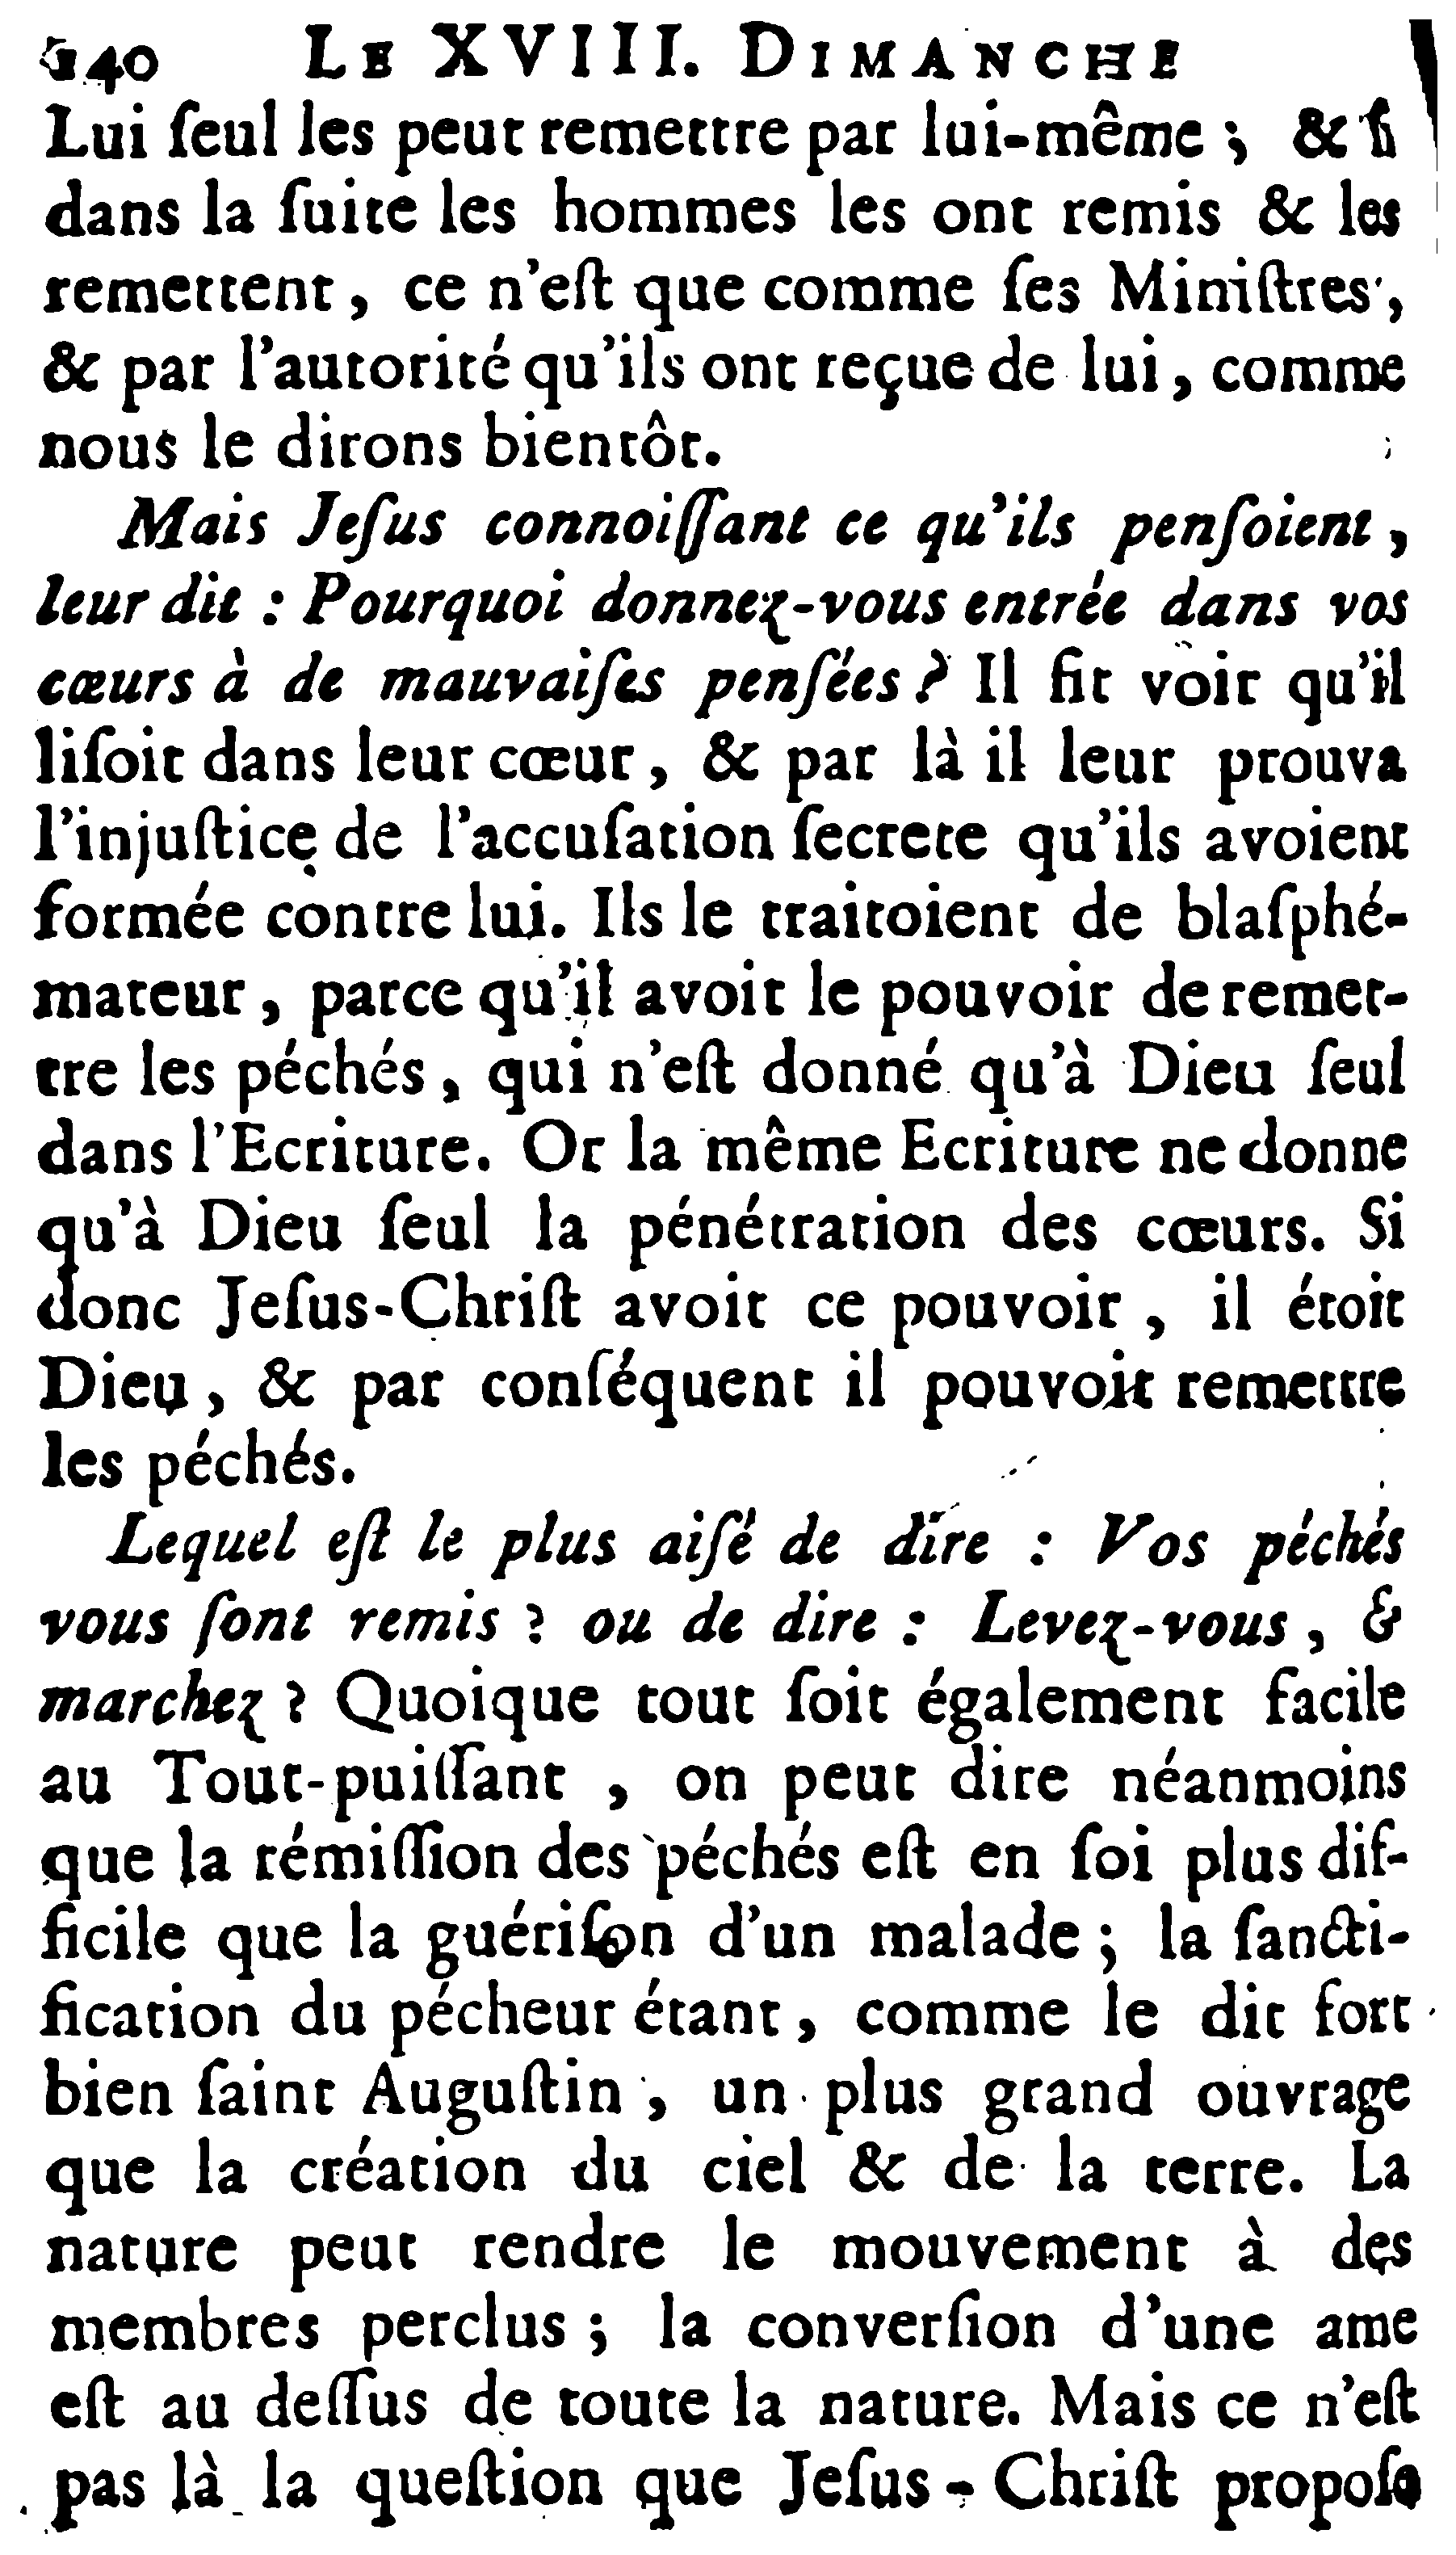 240 LE XVIII. DIMANCHE
Lui ſeul les peut remettre par lui-même ; & ſi
dans la ſuite les hommes les ont remis & les
remettent, ce n'eſt que comme ſes Miniſtres,
& par l'autorité qu'ils ont reçue de lui, comme
nous le dirons bientôt.
Mais Jeſus connoiſſant ce qu'ils penſoient,
leur dit : Pourquoi donnez-vous entrée dans vos
cœurs à de mauvaiſes penſées ? Il fit voir qu'il
liſoit dans leur cœur, & par là il leur prouva
l'injuſtice de l'accuſation ſecrete qu'ils avoient
formée contre lui. Ils le traitoient de blaſphé-
mateur, parce qu'il avoit le pouvoir de remet-
tre les péchés, qui n'eſt donné qu'à Dieu ſeul
dans l'Ecriture. Or la même Ecriture ne donne
qu'à Dieu ſeul la pénétration des cœurs. Si
donc Jeſus-Chriſt avoit ce pouvoir, il étoit
Dieu, & par conſéquent il pouvoit remettre
les péchés.
Lequel eſt le plus aiſé de dire : Vos péchés
vous ſont remis ? ou de dire : Levez-vous, &
marchez ? Quoique tout ſoit également facile
au Tout-puiſſant, on peut dire néanmoins
que la rémiſſion des péchés eſt en ſoi plus dif-
ficile que la guériſon d'un malade ; la ſancti-
fication du pécheur étant, comme le dit fort
bien ſaint Auguſtin, un plus grand ouvrage
que la création du ciel & de la terre. La
nature peut rendre le mouvement à des
membres perclus ; la converſion d'une ame
eſt au deſſus de toute la nature. Mais ce n'eſt
pas là la queſtion que Jeſus-Chriſt propoſe